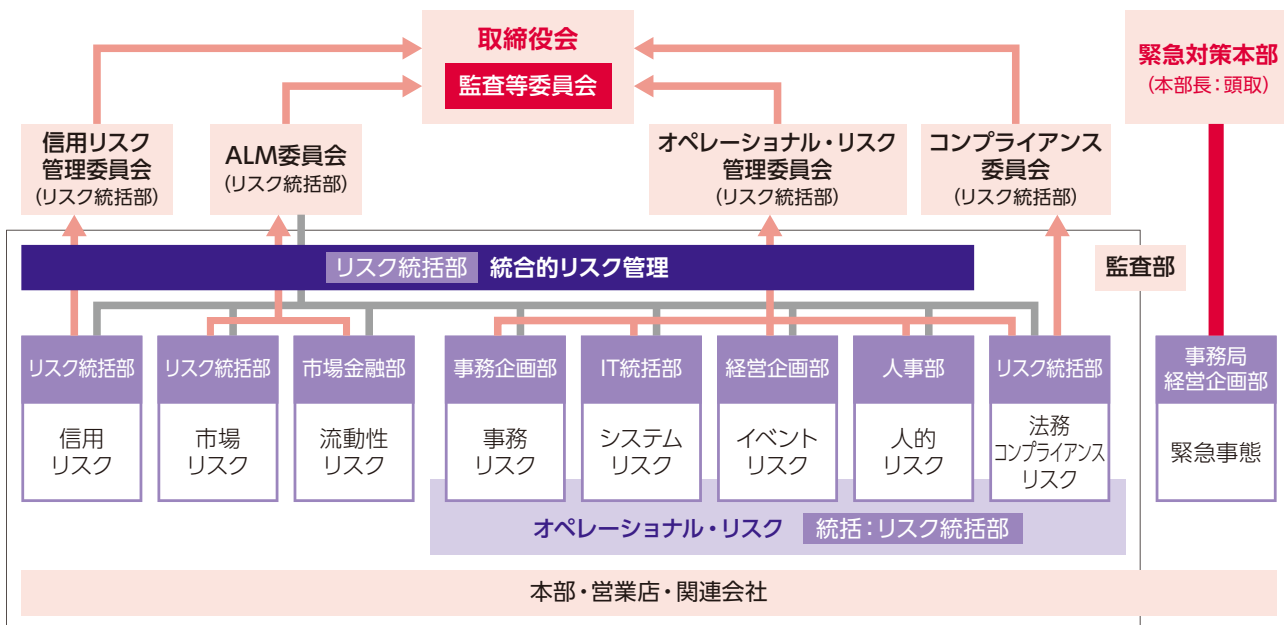 取締役会
監査等委員会
緊急対策本部
(本部長:頭取)
信用リスク
管理委員会
(リスク統括部)
ALM委員会
(リスク統括部)
オペレーショナル・リスク
管理委員会
(リスク統括部)
コンプライアンス
委員会
(リスク統括部)
リスク統括部 統合的リスク管理
監査部
リスク統括部
信用
リスク
リスク統括部
市場
リスク
市場金融部
流動性
リスク
事務企画部
事務
リスク
IT統括部
システム
リスク
経営企画部
イベント
リスク
人事部
人的
リスク
リスク統括部
法務
コンプライアンス
リスク
事務局
経営企画部
緊急事態
オペレーショナル・リスク 統括:リスク統括部
本部・営業店・関連会社